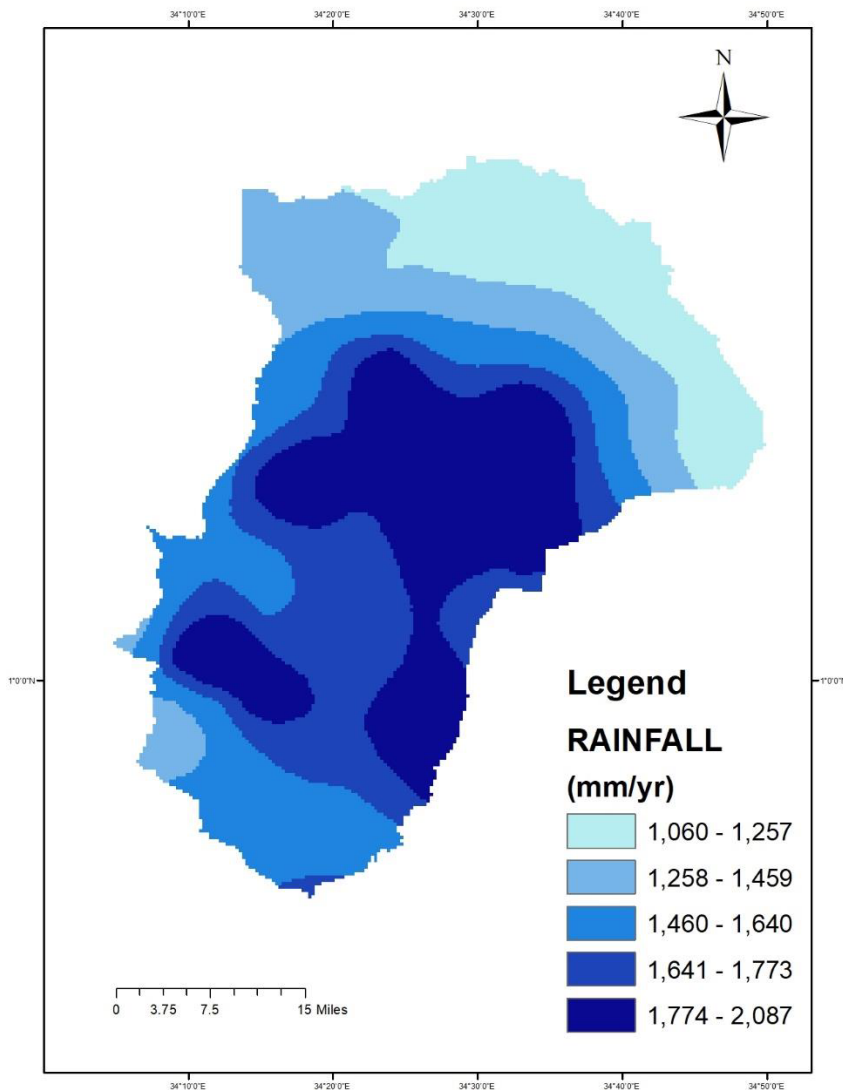 34°10'0"E 34°20'0"E 34°30'0"E 34°40'0"E 34°50'0"E
N
1°0'0"N 1°0'0"N
Legend
RAINFALL
(mm/yr)
1,060 - 1,257
1,258 - 1,459
1,460 - 1,640
1,641 - 1,773
1,774 - 2,087
0 3.75 7.5 15 Miles
34°10'0"E 34°20'0"E 34°30'0"E 34°40'0"E 34°50'0"E